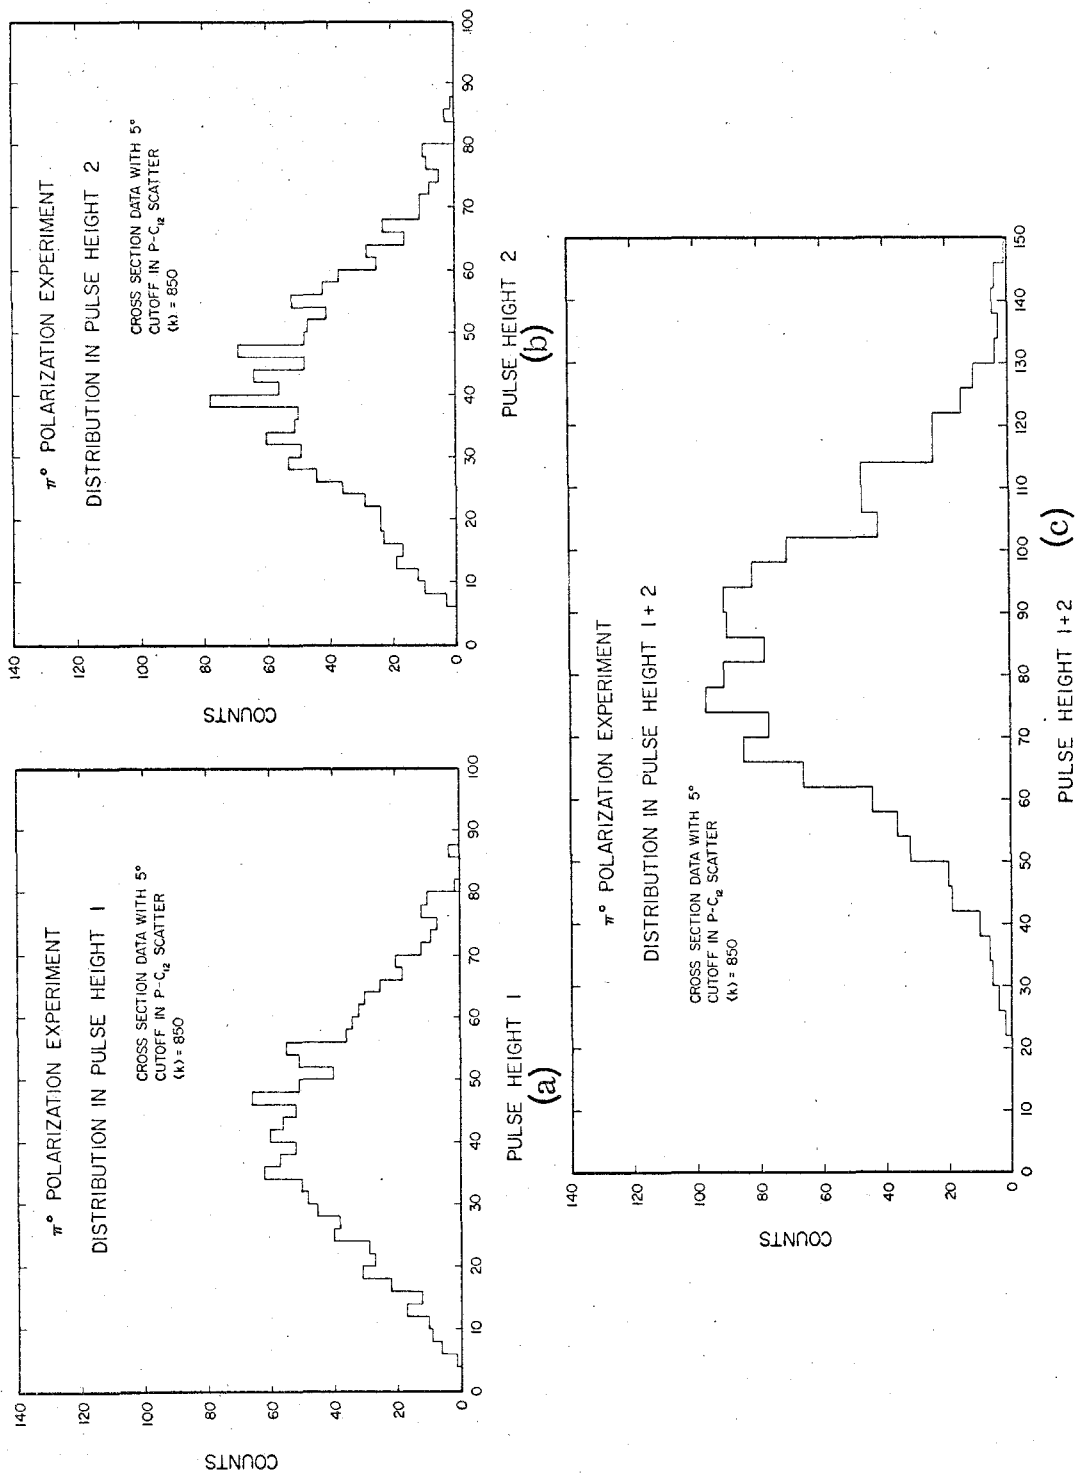 π° POLARIZATION EXPERIMENT
DISTRIBUTION IN PULSE HEIGHT 1
CROSS SECTION DATA WITH 5°
CUTOFF IN P-C₁₂ SCATTER
⟨k⟩ = 850
COUNTS
140
120
100
80
60
40
20
0
0 10 20 30 40 50 60 70 80 90 100
PULSE HEIGHT 1
(a)
π° POLARIZATION EXPERIMENT
DISTRIBUTION IN PULSE HEIGHT 2
CROSS SECTION DATA WITH 5°
CUTOFF IN P-C₁₂ SCATTER
⟨k⟩ = 850
COUNTS
140
120
100
80
60
40
20
0
0 10 20 30 40 50 60 70 80 90 100
PULSE HEIGHT 2
(b)
π° POLARIZATION EXPERIMENT
DISTRIBUTION IN PULSE HEIGHT 1+2
CROSS SECTION DATA WITH 5°
CUTOFF IN P-C₁₂ SCATTER
⟨k⟩ = 850
COUNTS
140
120
100
80
60
40
20
0
0 10 20 30 40 50 60 70 80 90 100 110 120 130 140 150
PULSE HEIGHT 1+2
(c)